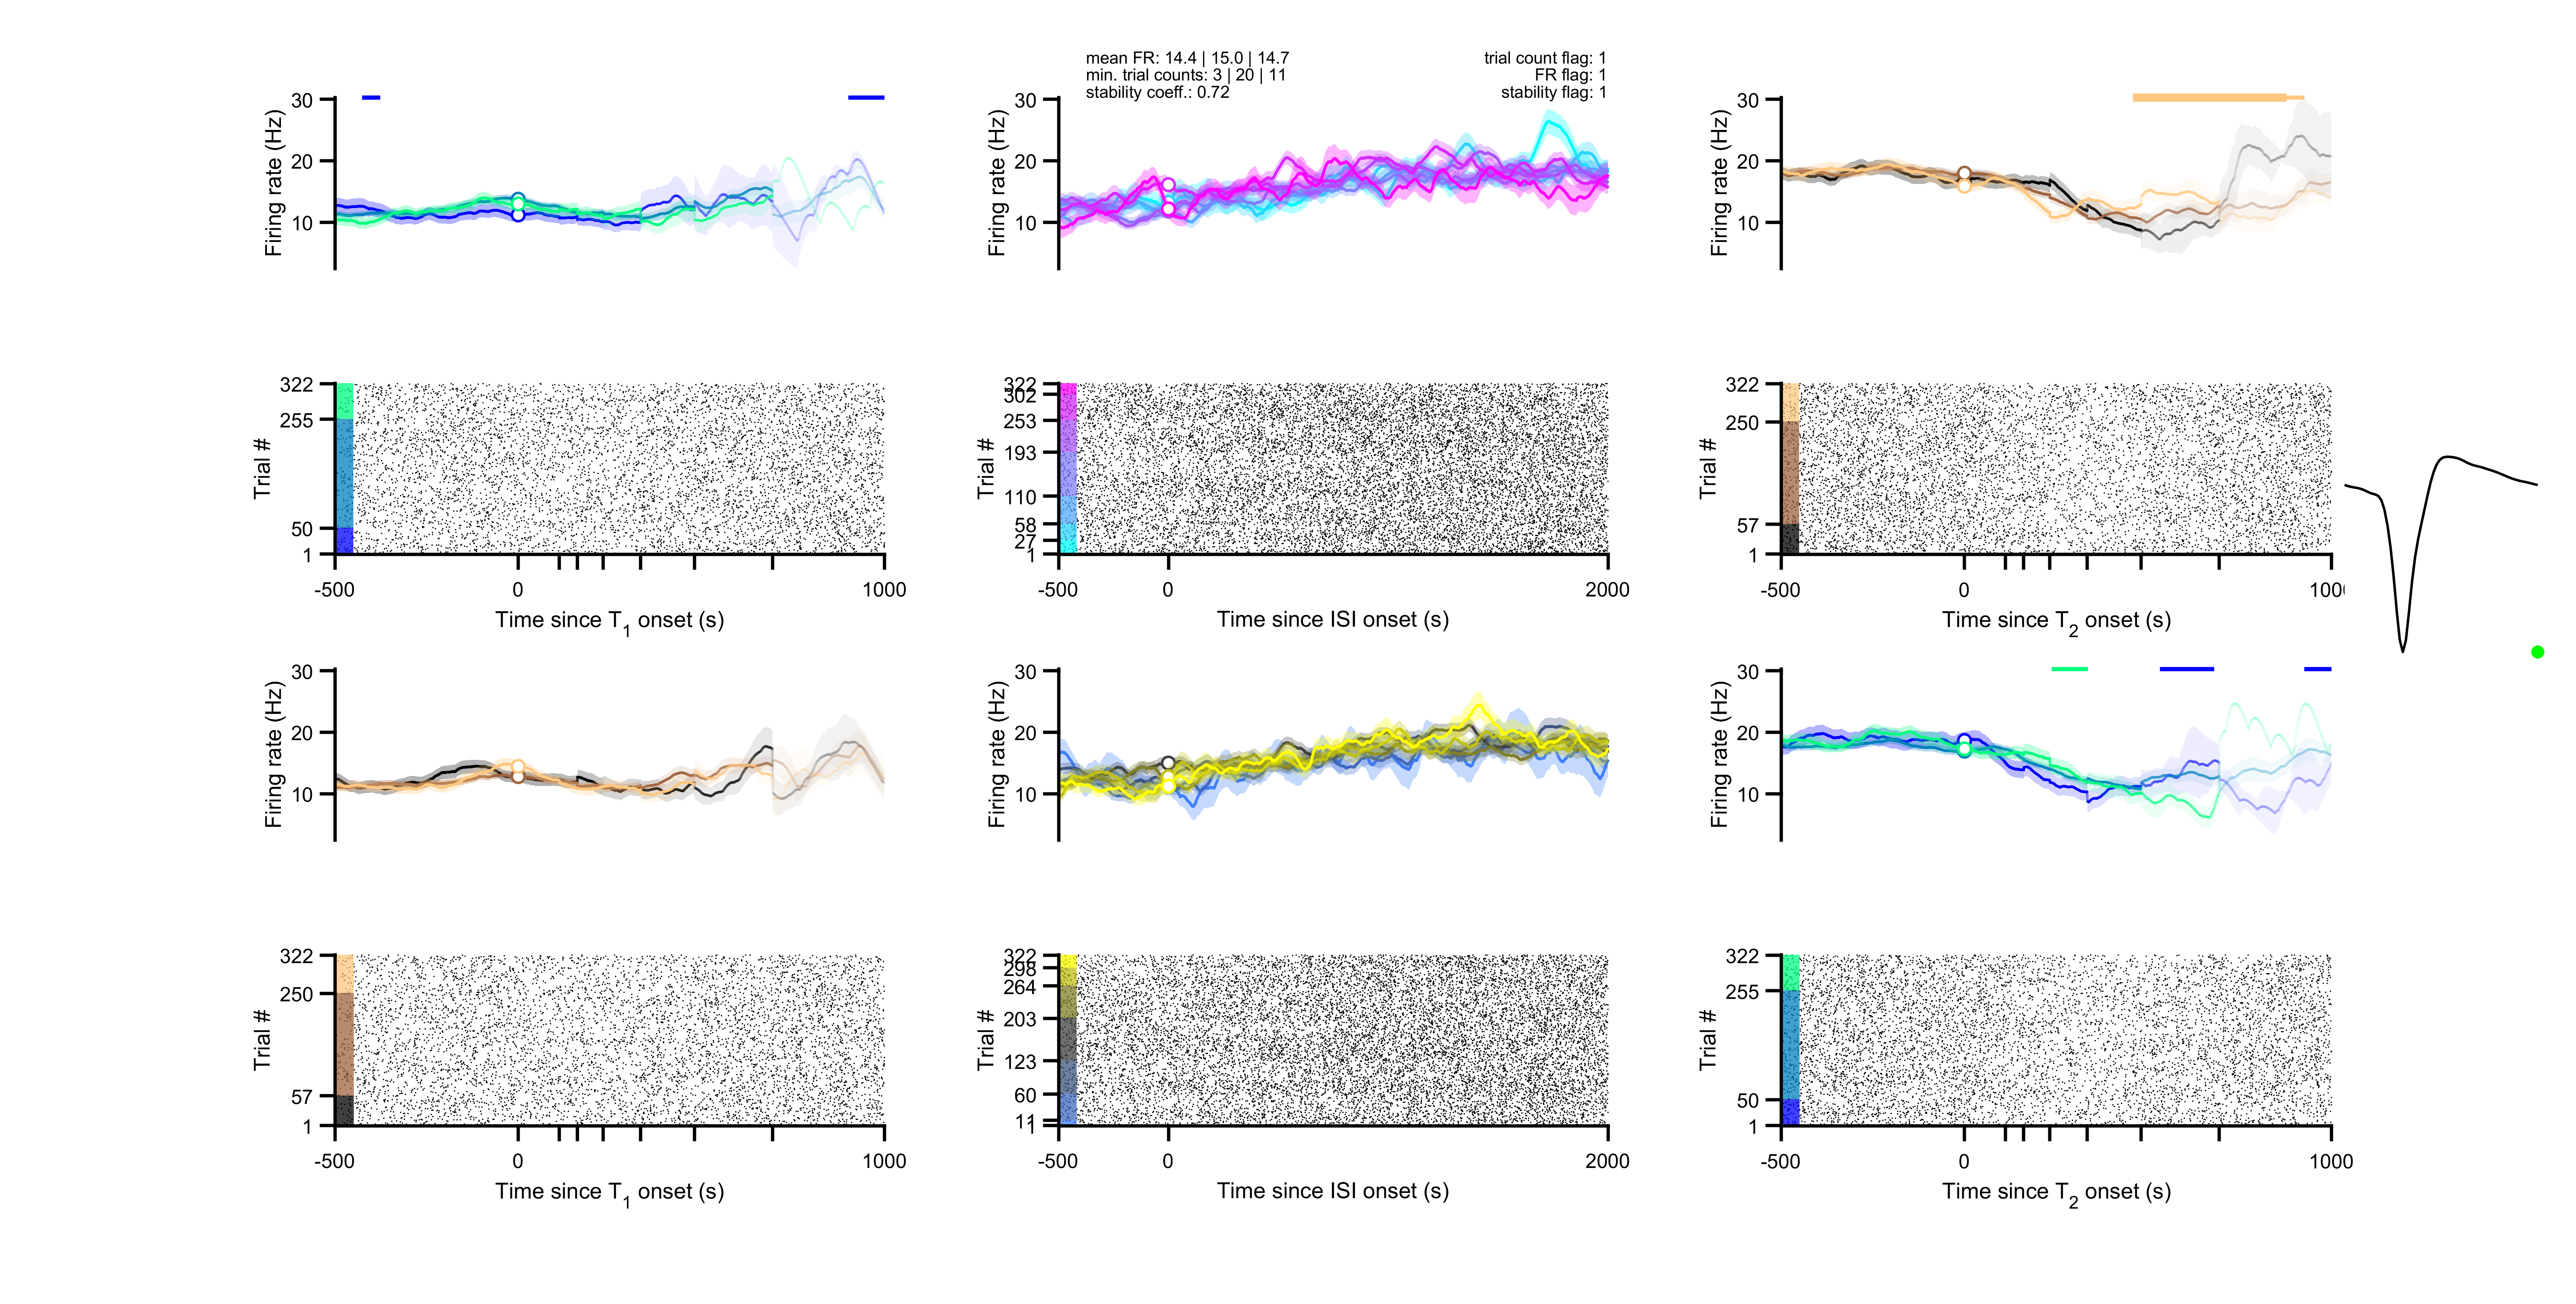 mean FR: 14.4 | 15.0 | 14.7
min. trial counts: 3 | 20 | 11
stability coeff.: 0.72
trial count flag: 1
FR flag: 1
stability flag: 1
Firing rate (Hz)
30
20
10
Firing rate (Hz)
30
20
10
Firing rate (Hz)
30
20
10
Trial #
322
255
50
1
-500
0
1000
Time since T1 onset (s)
Trial #
322
302
253
193
110
58
27
1
-500
0
2000
Time since ISI onset (s)
Trial #
322
250
57
1
-500
0
Time since T2 onset (s)
Firing rate (Hz)
30
20
10
Firing rate (Hz)
30
20
10
Firing rate (Hz)
30
20
10
Trial #
322
250
57
1
-500
0
1000
Time since T1 onset (s)
Trial #
322
298
264
203
123
60
11
1
-500
0
2000
Time since ISI onset (s)
Trial #
322
255
50
1
-500
0
1000
Time since T2 onset (s)